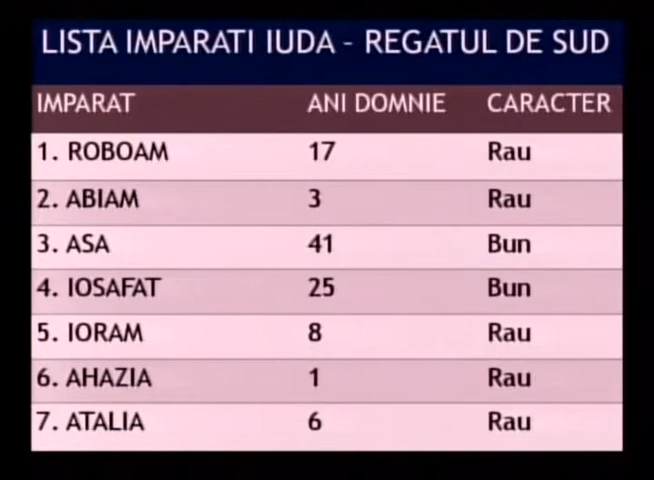 LISTA IMPARATI IUDA - REGATUL DE SUD
IMPARAT ANI DOMNIE CARACTER
1. ROBOAM 17 Rau
2. ABIAM 3 Rau
3. ASA 41 Bun
4. IOSAFAT 25 Bun
5. IORAM 8 Rau
6. AHAZIA 1 Rau
7. ATALIA 6 Rau